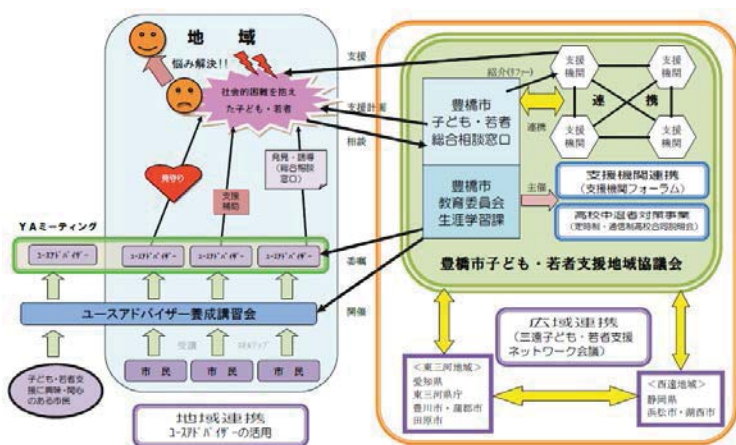 地　域
悩み解決!!
社会的困難を抱え
た子ども・若者
見守り
支援
補助
発見・誘導
(総合相談
窓口)
YAミーティング
ユースアドバイザー
ユースアドバイザー
ユースアドバイザー
ユースアドバイザー
ユースアドバイザー養成講習会
受講
市 民
市 民
市 民
子ども・若者支
援に興味・関心
のある市民
地域連携
ユースアドバイザーの活用
支援
支援計画
相談
委嘱
開催
豊橋市
子ども・若者
総合相談窓口
豊橋市
教育委員会
生涯学習課
紹介(リファー)
連携
主催
支援
機関
支援
機関
連　携
支援
機関
支援
機関
支援機関連携
(支援機関フォーラム)
高校中退者対策事業
(定時制・通信制高校合同説明会)
豊橋市子ども・若者支援地域協議会
広域連携
(三遠子ども・若者支援
ネットワーク会議)
＜東三河地域＞
愛知県
東三河県庁
豊川市・蒲郡市
田原市
＜西遠地域＞
静岡県
浜松市・湖西市